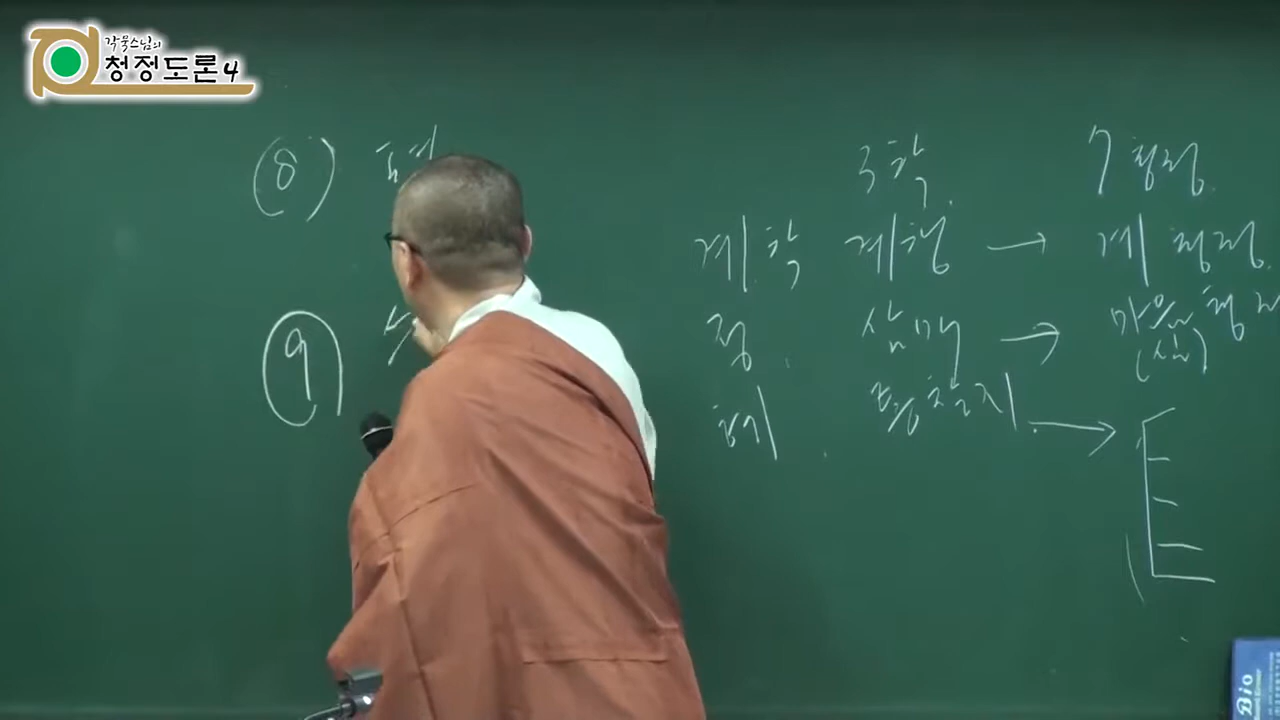 각묵스님의
청정도론 4
(8)
3학
7청정
계학 계행 → 계청정
정 삼매 → 마음청정
(심)
혜 통찰지 →
9
Bio